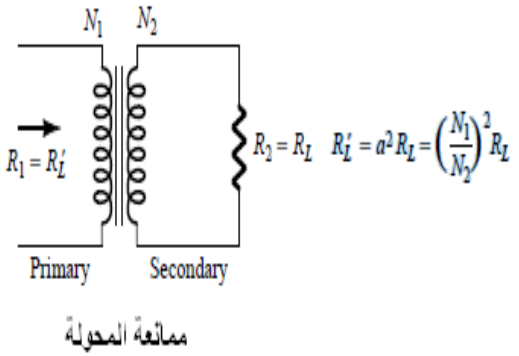 N₁ N₂
R₁ = R′L
R₂ = RL R′L = a²RL = (N₁/N₂)² RL
Primary Secondary
ممانعة المحولة